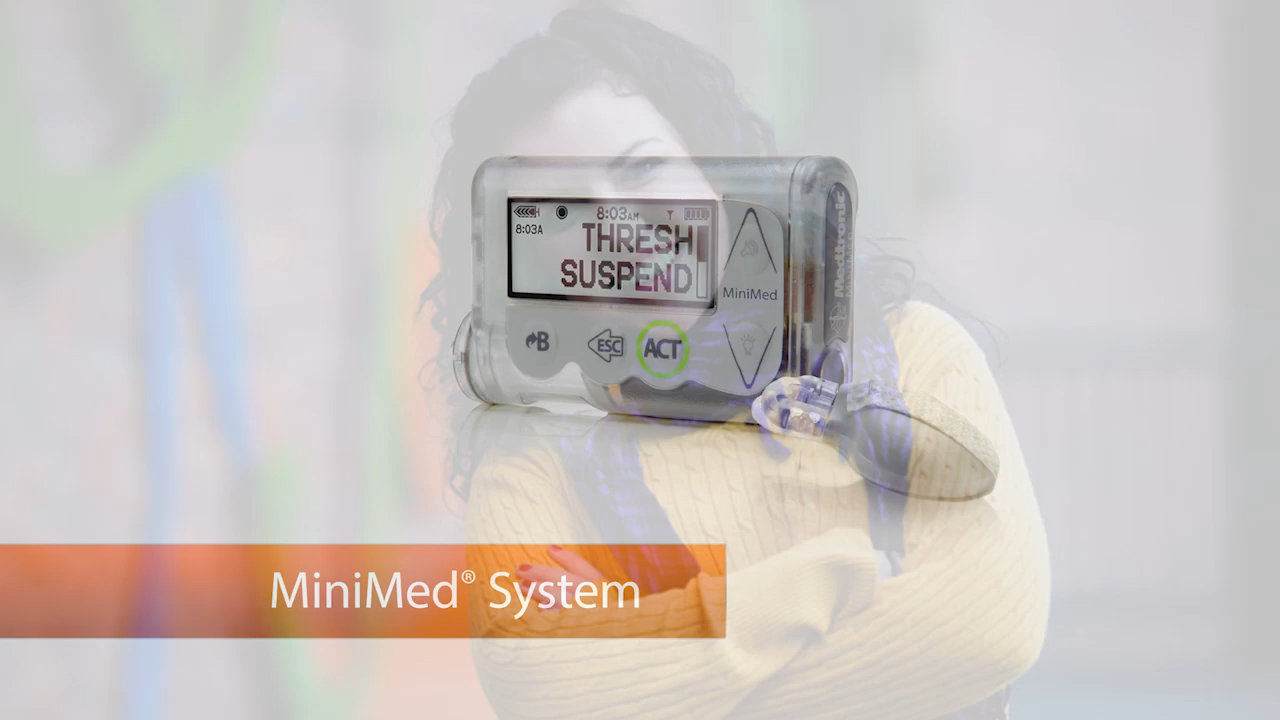 8:03AM
8:03A
THRESH
SUSPEND
MiniMed
B
ESC
ACT
Medtronic
MiniMed® System